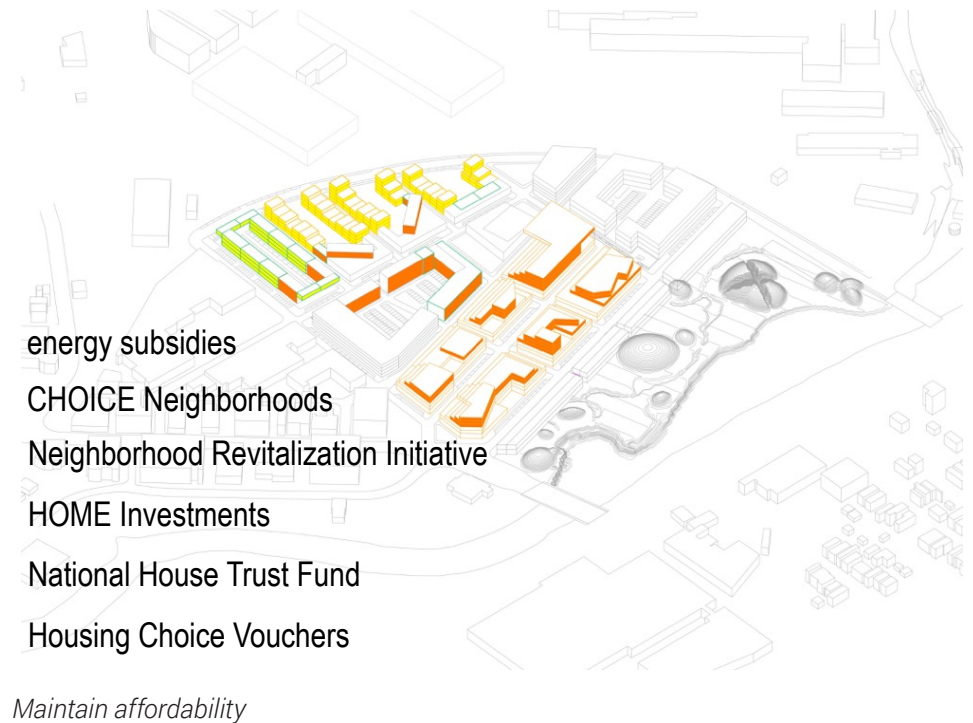 energy subsidies
CHOICE Neighborhoods
Neighborhood Revitalization Initiative
HOME Investments
National House Trust Fund
Housing Choice Vouchers
Maintain affordability